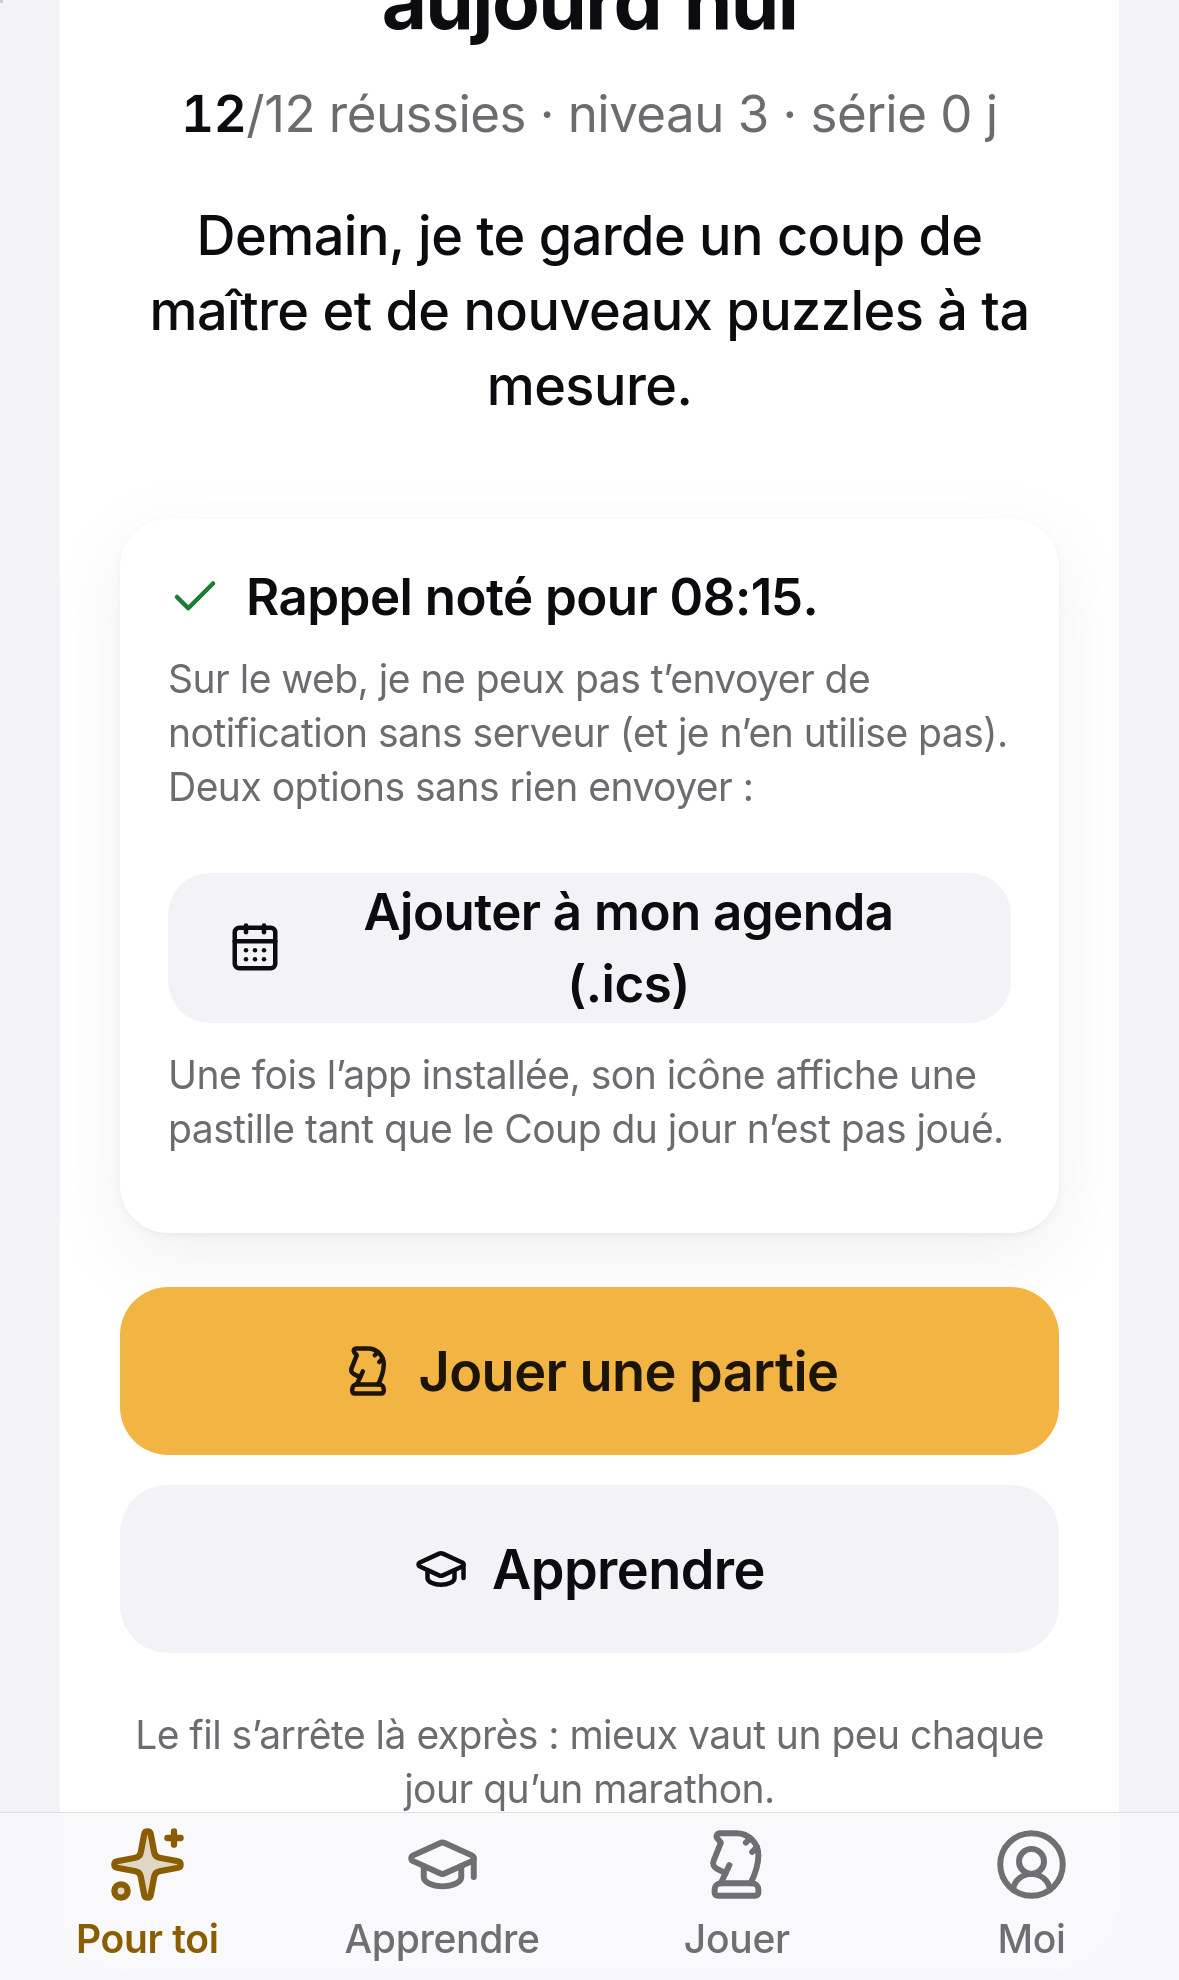 aujourd'hui
12/12 réussies · niveau 3 · série 0 j
Demain, je te garde un coup de
maître et de nouveaux puzzles à ta
mesure.
Rappel noté pour 08:15.
Sur le web, je ne peux pas t’envoyer de
notification sans serveur (et je n’en utilise pas).
Deux options sans rien envoyer :
Ajouter à mon agenda
(.ics)
Une fois l’app installée, son icône affiche une
pastille tant que le Coup du jour n’est pas joué.
Jouer une partie
Apprendre
Le fil s’arrête là exprès : mieux vaut un peu chaque
jour qu’un marathon.
Pour toi
Apprendre
Jouer
Moi